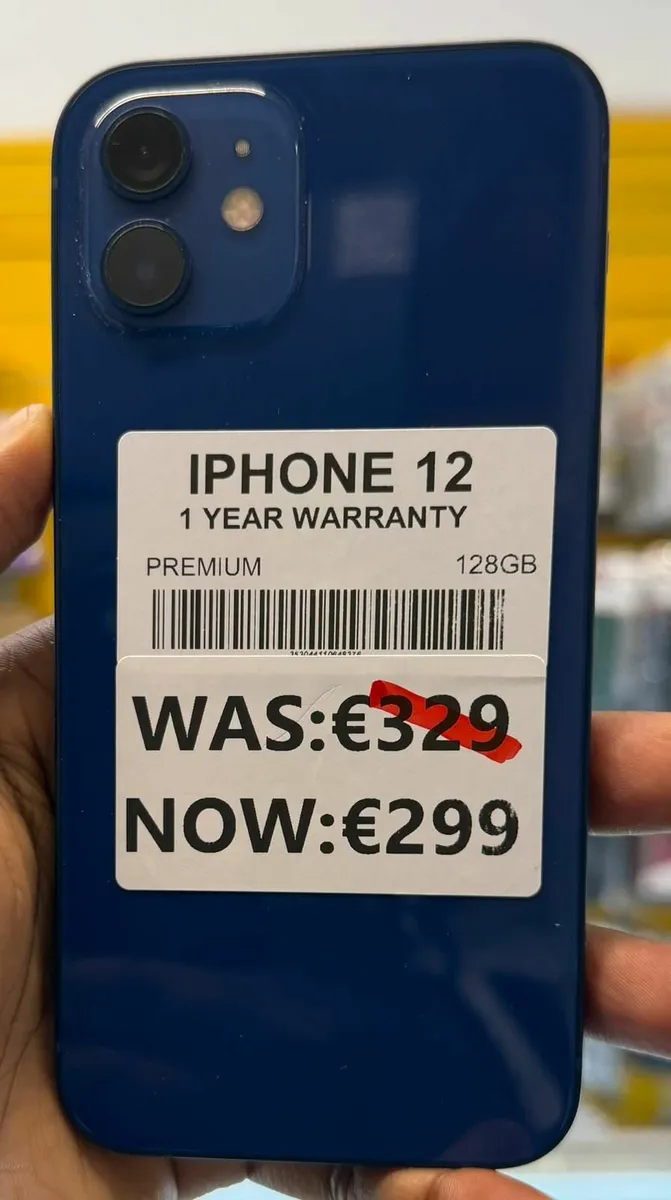 IPHONE 12
1 YEAR WARRANTY
PREMIUM 128GB
WAS:€329
NOW:€299